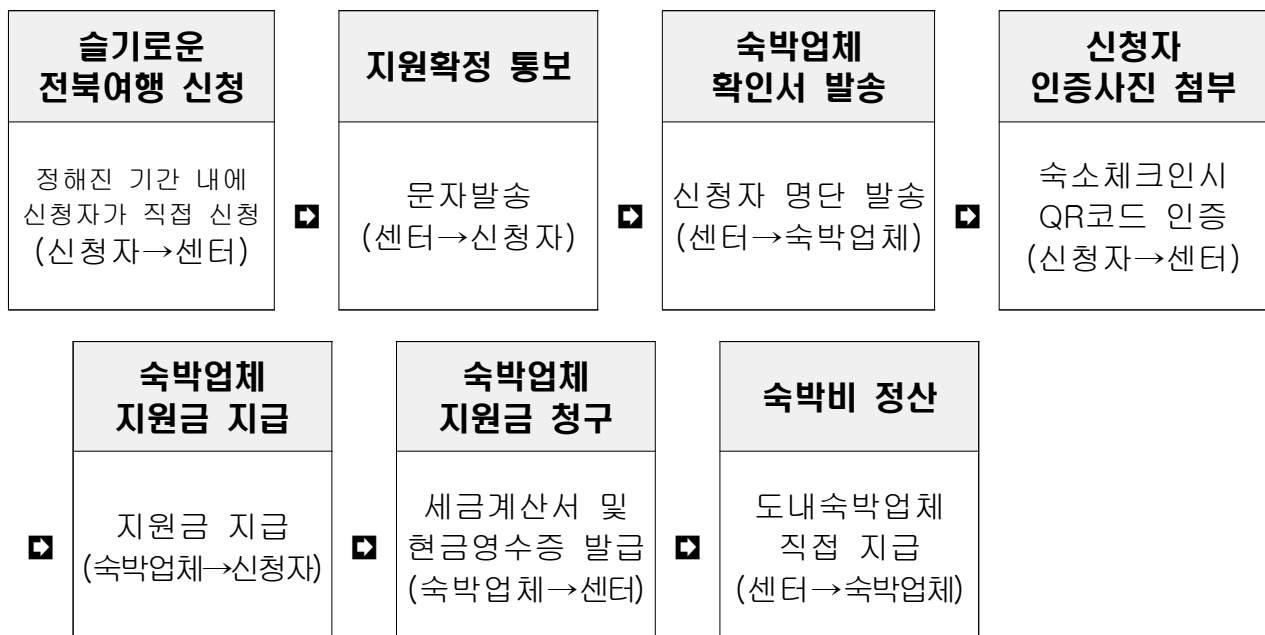 슬기로운
전북여행 신청
정해진 기간 내에
신청자가 직접 신청
(신청자→센터)
지원확정 통보
문자발송
(센터→신청자)
숙박업체
확인서 발송
신청자 명단 발송
(센터→숙박업체)
신청자
인증사진 첨부
숙소체크인시
QR코드 인증
(신청자→센터)
숙박업체
지원금 지급
지원금 지급
(숙박업체→신청자)
숙박업체
지원금 청구
세금계산서 및
현금영수증 발급
(숙박업체→센터)
숙박비 정산
도내숙박업체
직접 지급
(센터→숙박업체)